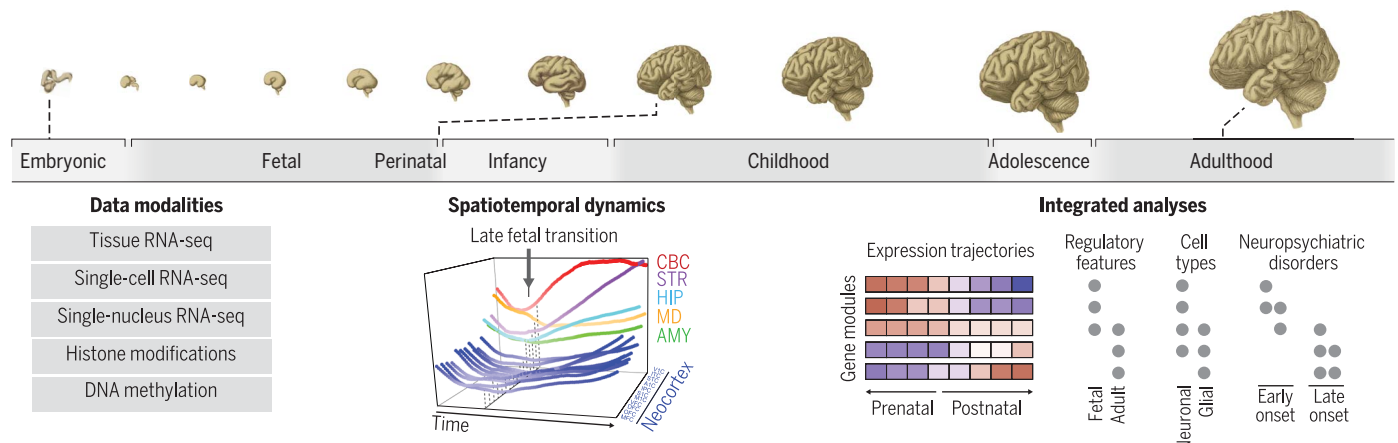 Embryonic
Fetal
Perinatal
Infancy
Childhood
Adolescence
Adulthood
Data modalities
Tissue RNA-seq
Single-cell RNA-seq
Single-nucleus RNA-seq
Histone modifications
DNA methylation
Spatiotemporal dynamics
Late fetal transition
CBC
STR
HIP
MD
AMY
Neocortex
Time
Integrated analyses
Expression trajectories
Gene modules
Prenatal
Postnatal
Regulatory
features
Fetal
Adult
Cell
types
Neuronal
Glial
Neuropsychiatric
disorders
Early
onset
Late
onset